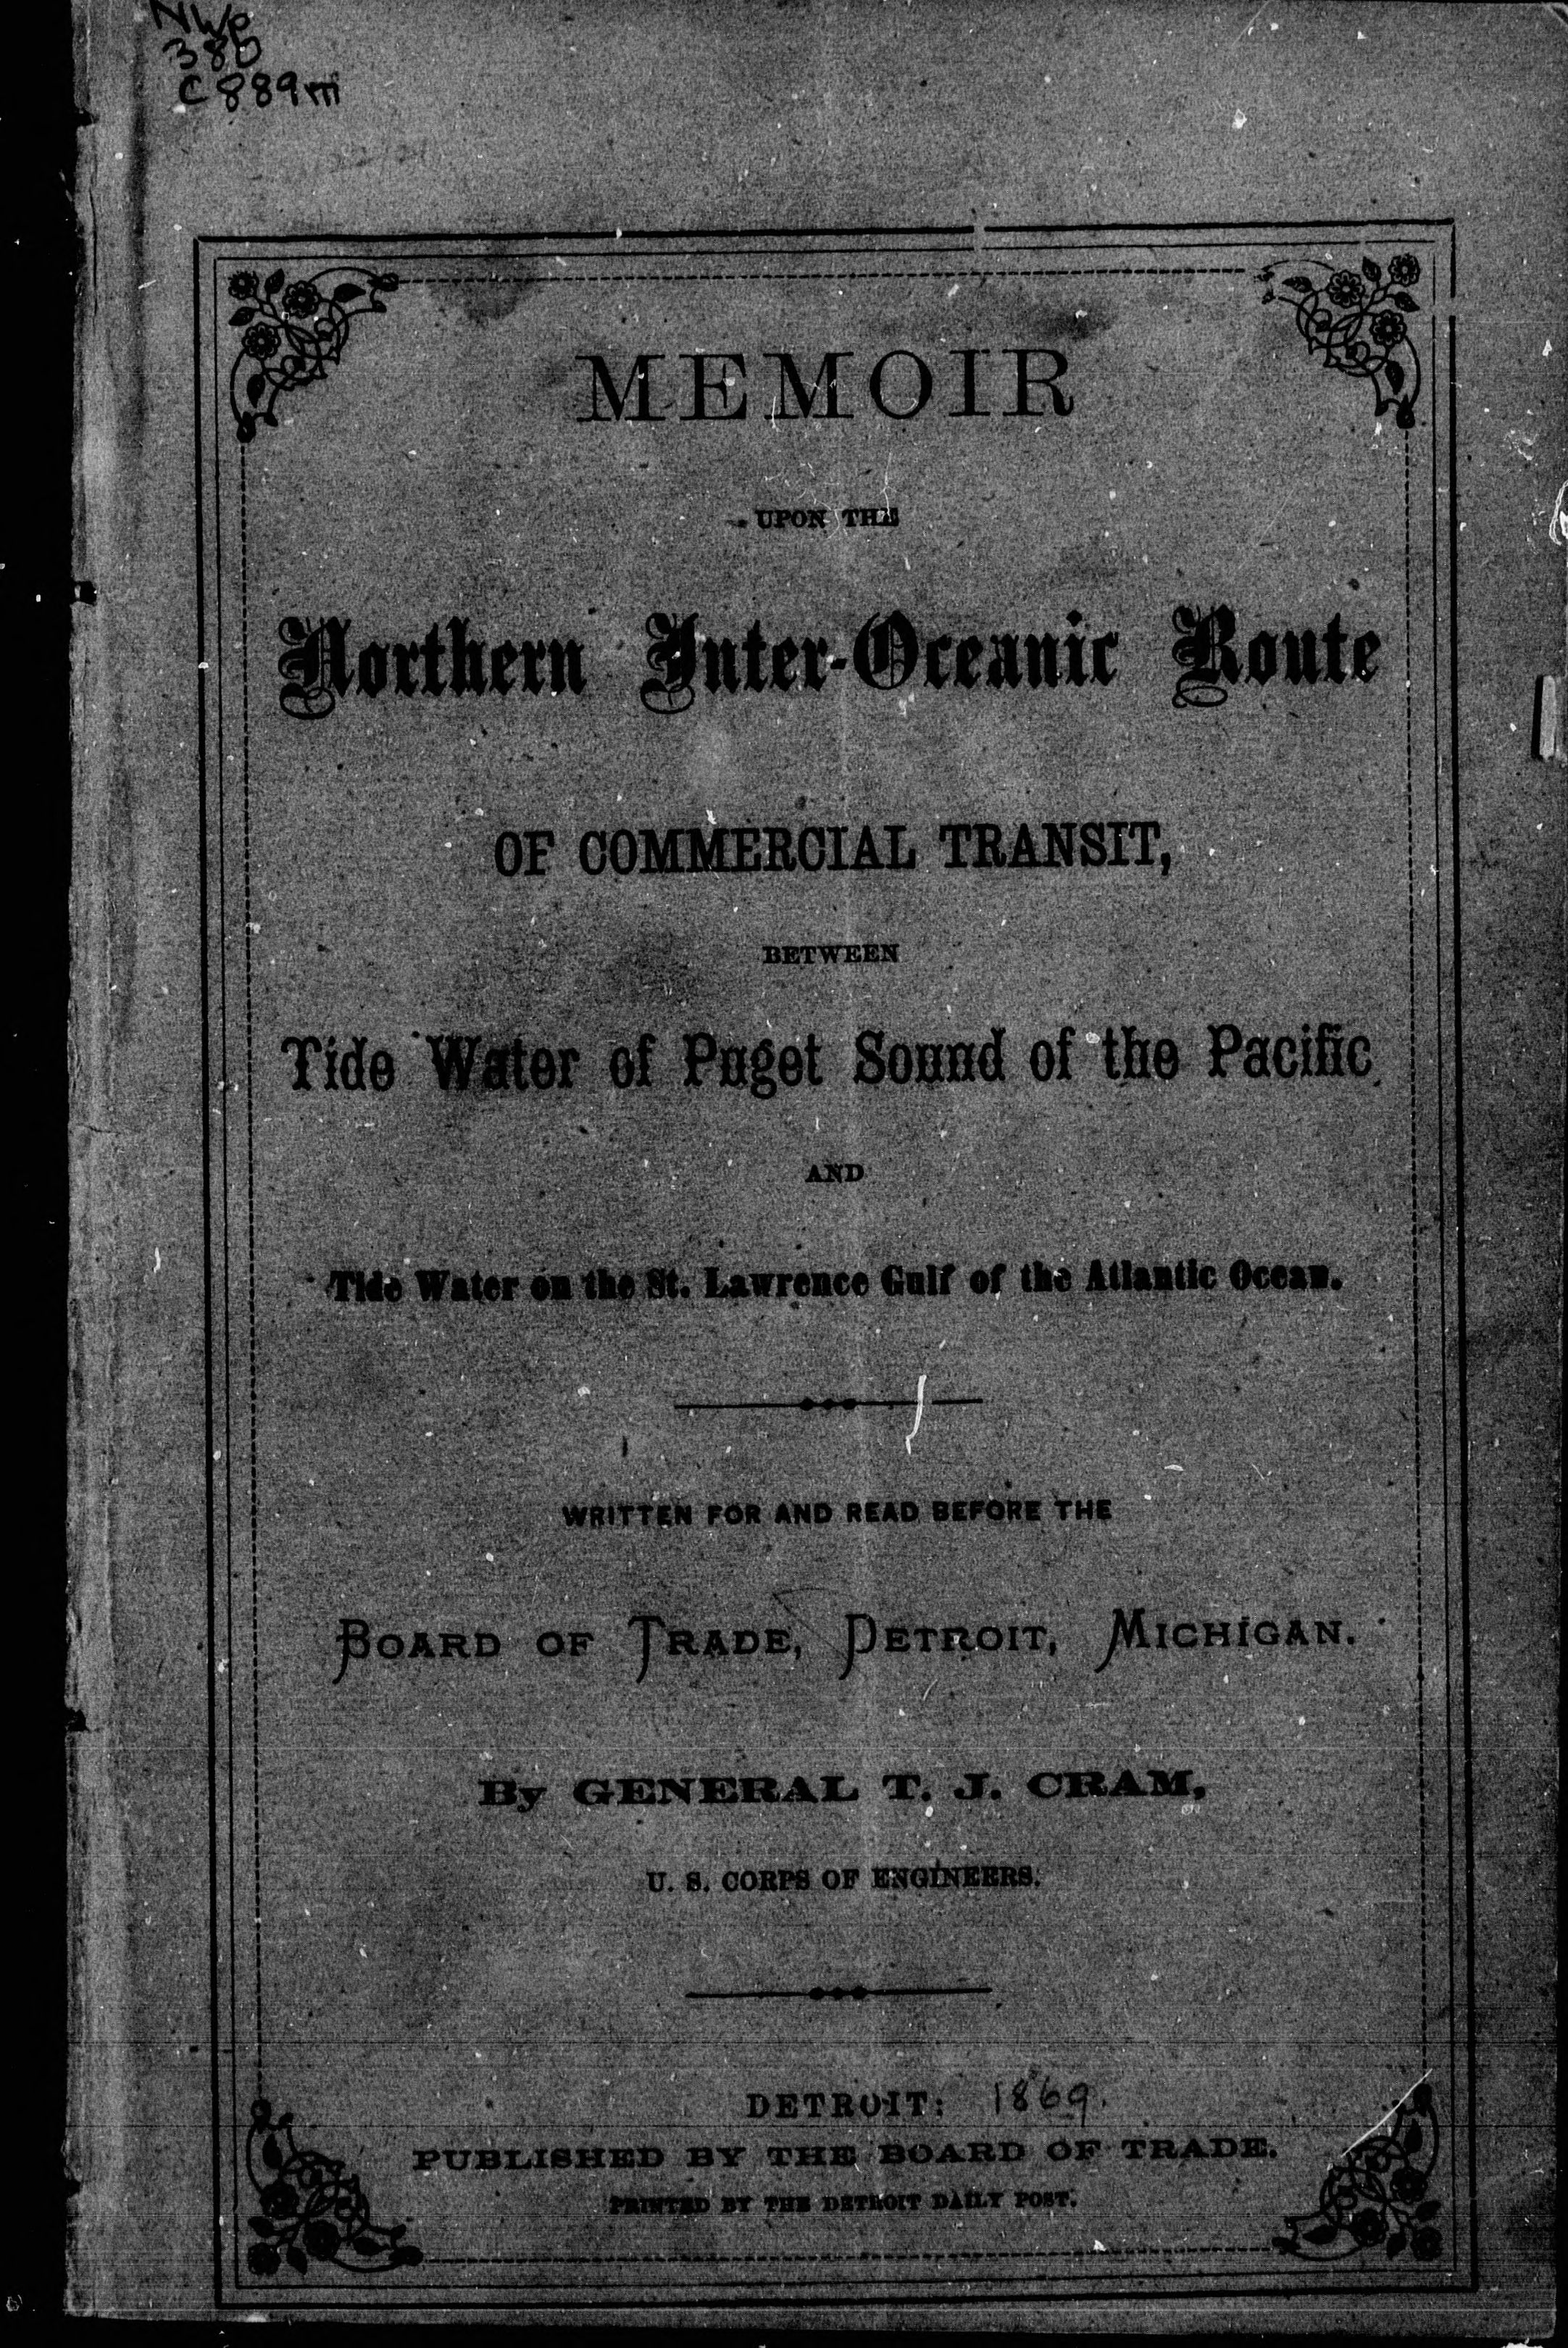 NWp
380
C889m
MEMOIR
UPON THE
Northern Inter-Oceanic Route
OF COMMERCIAL TRANSIT,
BETWEEN
Tide Water of Puget Sound of the Pacific
AND
Tide Water on the St. Lawrence Gulf of the Atlantic Ocean.
WRITTEN FOR AND READ BEFORE THE
BOARD OF TRADE, DETROIT, MICHIGAN.
By GENERAL T. J. CRAM,
U. S. CORPS OF ENGINEERS.
DETROIT: 1869.
PUBLISHED BY THE BOARD OF TRADE.
PRINTED BY THE DETROIT DAILY POST.